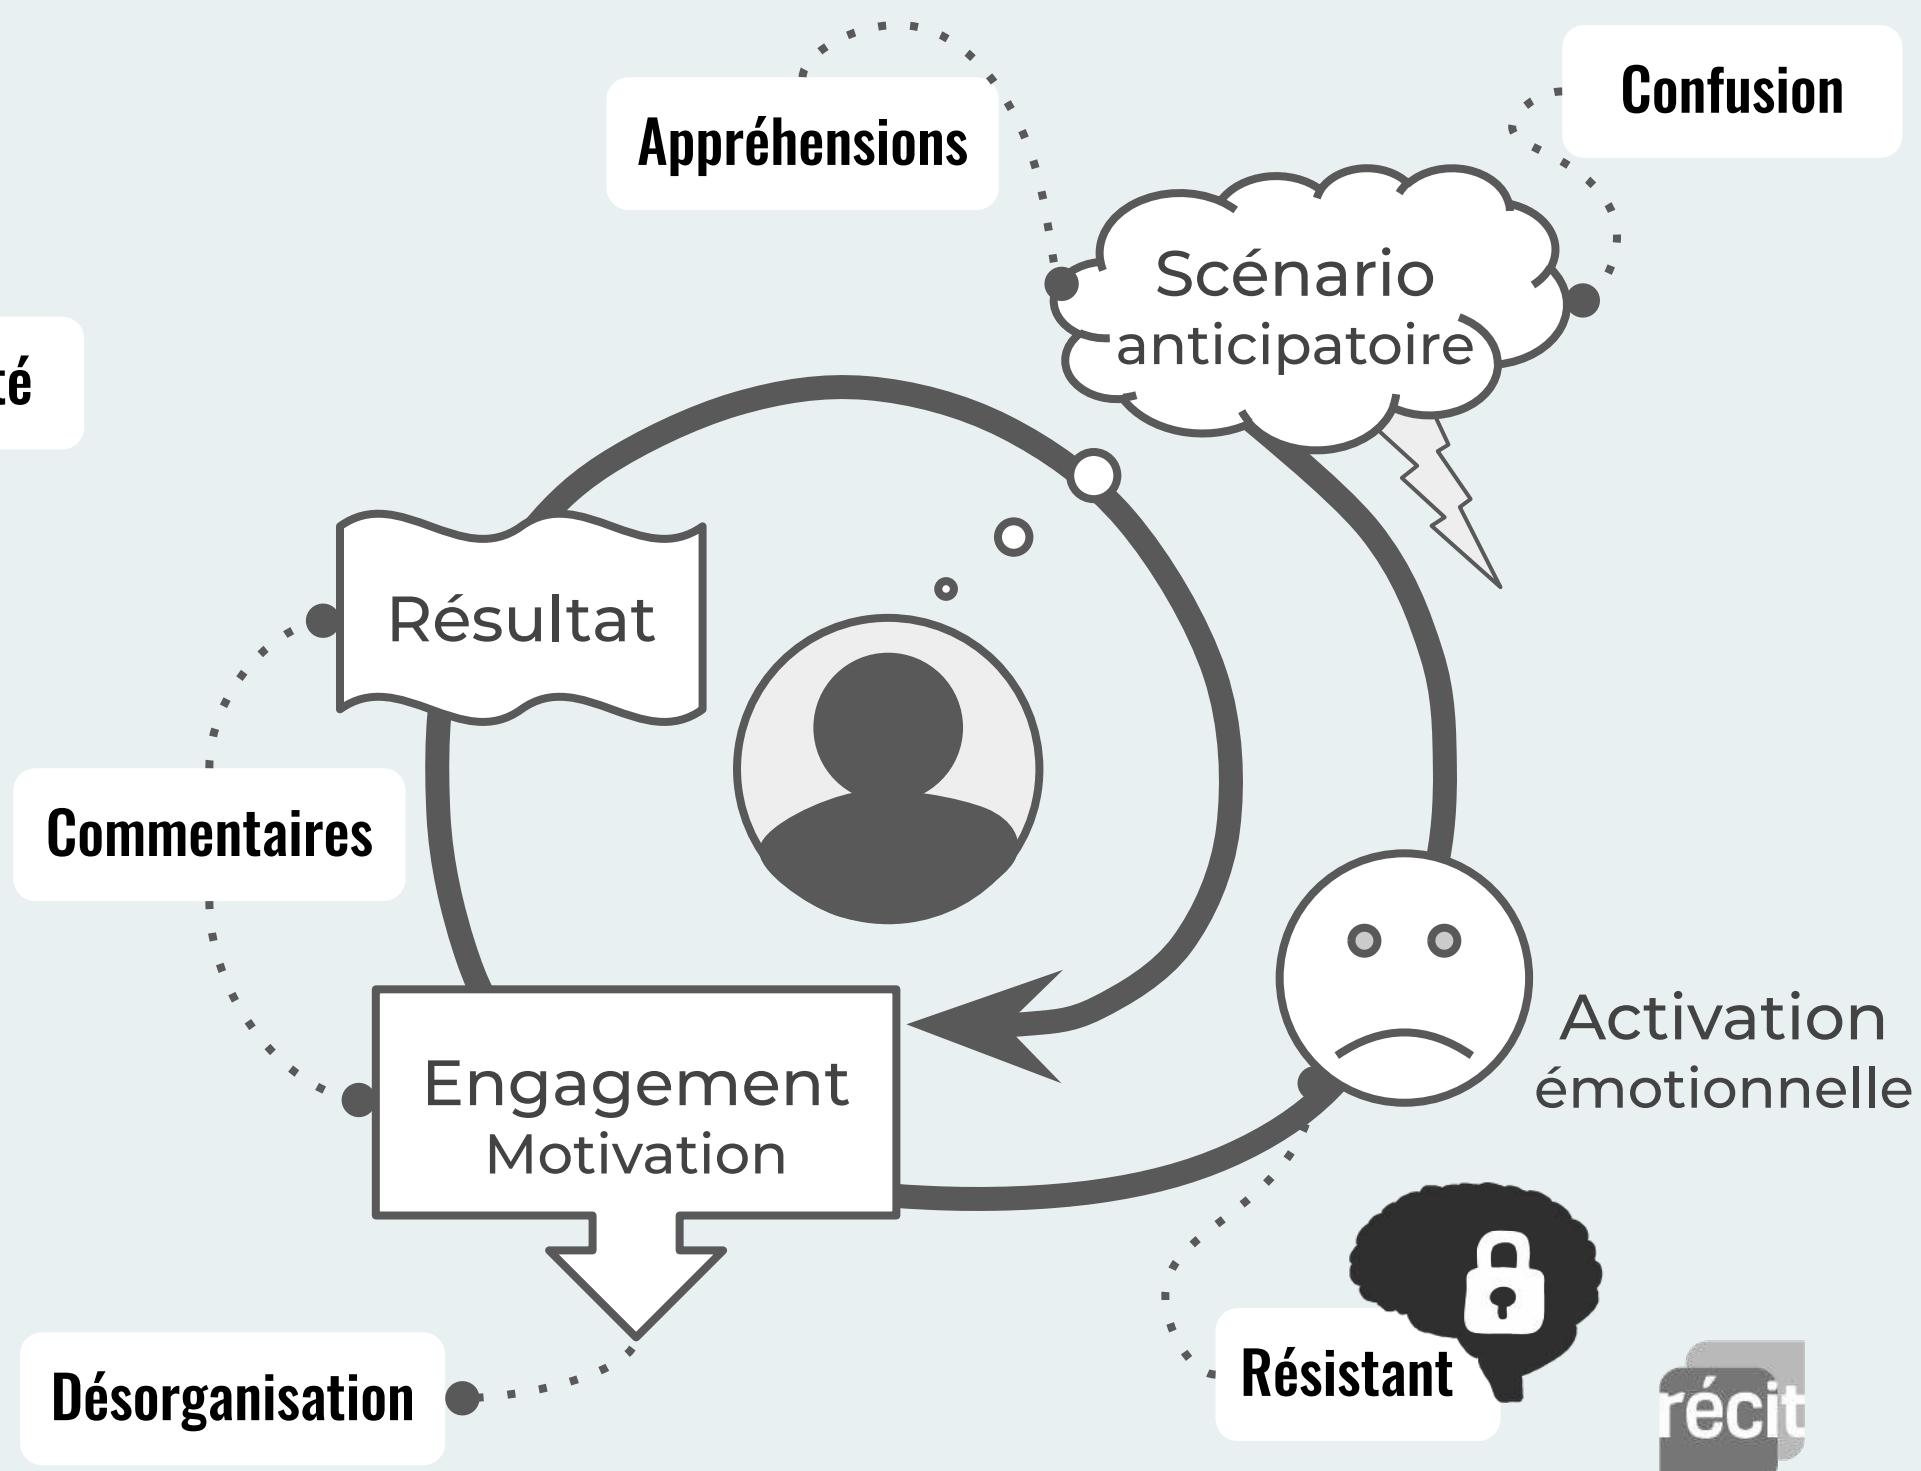 Confusion
Appréhensions
Scénario
anticipatoire
Résultat
Commentaires
Activation
émotionnelle
Engagement
Motivation
Résistant
Désorganisation
récit